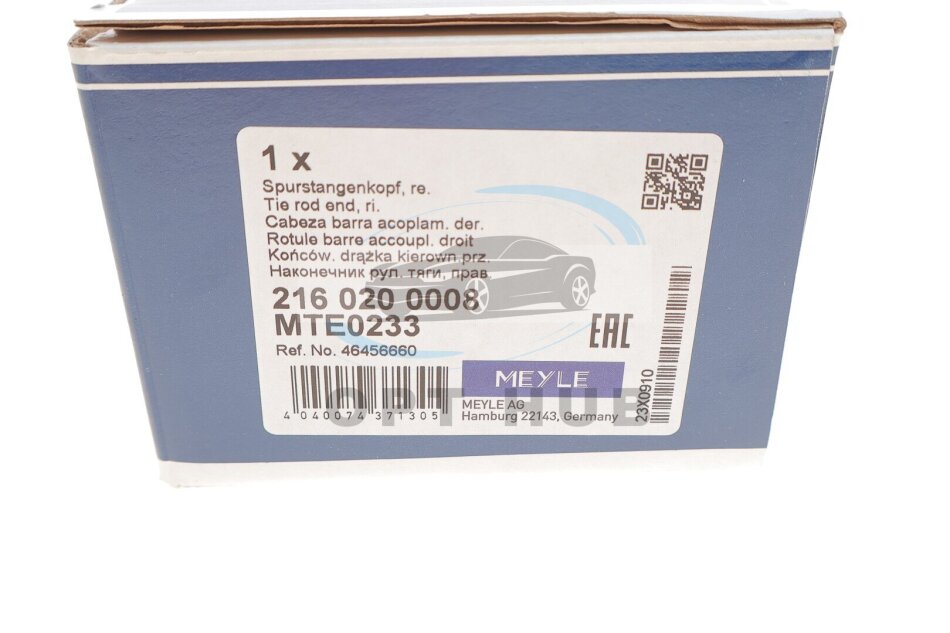 1 x
Spurstangenkopf, re.
Tie rod end, ri.
Cabeza barra acoplam. der.
Rotule barre accoupl. droit
Końców. drążka kierown.prz.
Наконечник рул. тяги, прав.
216 020 0008
MTE0233
Ref. No. 46456660
EAC
MEYLE
MEYLE AG
Hamburg 22143, Germany
4 040074 371305
23X0910
OPT HUB